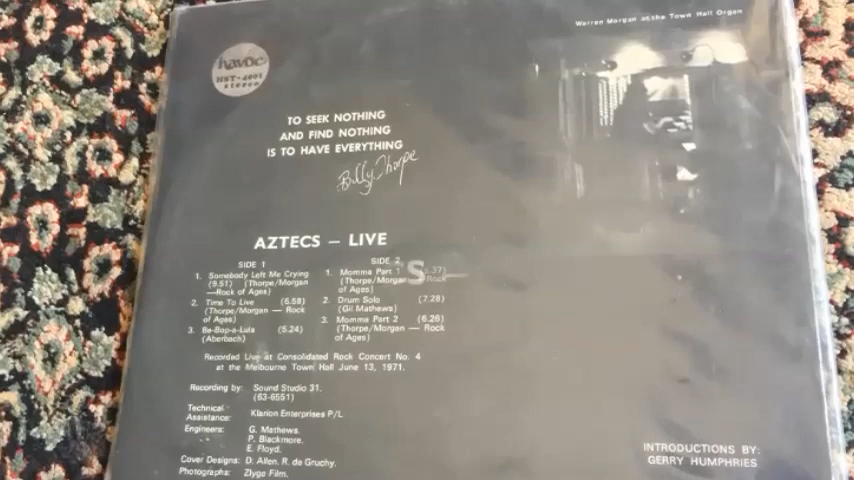 Warren Morgan at the Town Hall Organ
havoc
HST-4001
stereo
TO SEEK NOTHING
AND FIND NOTHING
IS TO HAVE EVERYTHING
Billy Thorpe
AZTECS — LIVE
SIDE 1
1. Somebody Left Me Crying
(9.51) (Thorpe/Morgan
—Rock of Ages)
2. Time To Live (6.58)
(Thorpe/Morgan — Rock
of Ages)
3. Be-Bop-a-Lula (5.24)
(Aberbach)
SIDE 2
1. Momma Part 1
(Thorpe/Morgan Rock
of Ages)
2. Drum Solo (7.28)
(Gil Mathews)
3. Momma Part 2 (6.26)
(Thorpe/Morgan — Rock
of Ages)
Recorded Live at Consolidated Rock Concert No. 4
at the Melbourne Town Hall June 13, 1971.
Recording by: Sound Studio 31.
(63-6551)
Technical
Assistance: Klarion Enterprises P/L
Engineers: G. Mathews.
P. Blackmore.
E. Floyd.
Cover Designs: D. Allen, R. de Gruchy.
Photographs: Zlyge Film.
INTRODUCTIONS BY:
GERRY HUMPHRIES